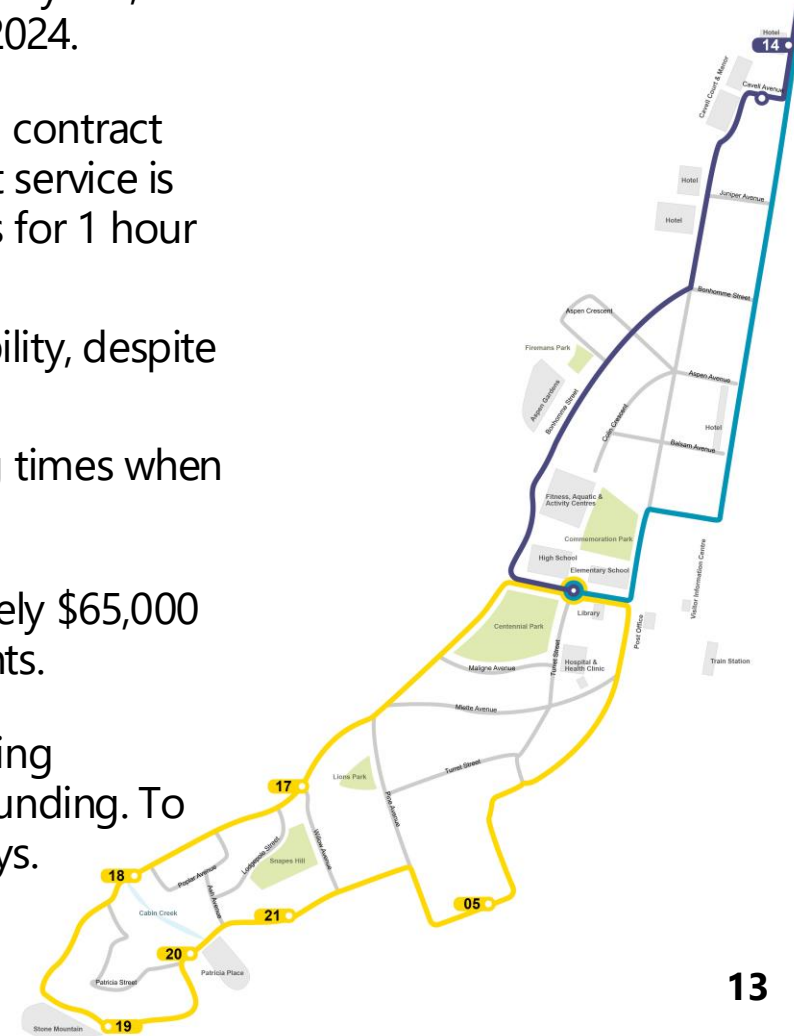 2024.
contract
service is
s for 1 hour
bility, despite
times when
ely $65,000
nts.
ing
unding. To
ys.
Hotel
14
Cavell Avenue
Cavell Court & Manor
Hotel
Juniper Avenue
Hotel
Bonhomme Street
Aspen Crescent
Firemans Park
Aspen Avenue
Aspen Gardens
Bonhomme Street
Colin Crescent
Hotel
Balsam Avenue
Fitness, Aquatic &
Activity Centres
Commemoration Park
High School
Elementary School
Visitor Information Centre
Library
Post Office
Centennial Park
Turret Street
Hospital &
Health Clinic
Train Station
Maligne Avenue
Miette Avenue
Turret Street
Lions Park
17
Pine Avenue
Willow Avenue
Lodgepole Street
Snapes Hill
18
Poplar Avenue
Ash Avenue
05
Cabin Creek
21
20
Patricia Place
Patricia Street
13
19
Stone Mountain